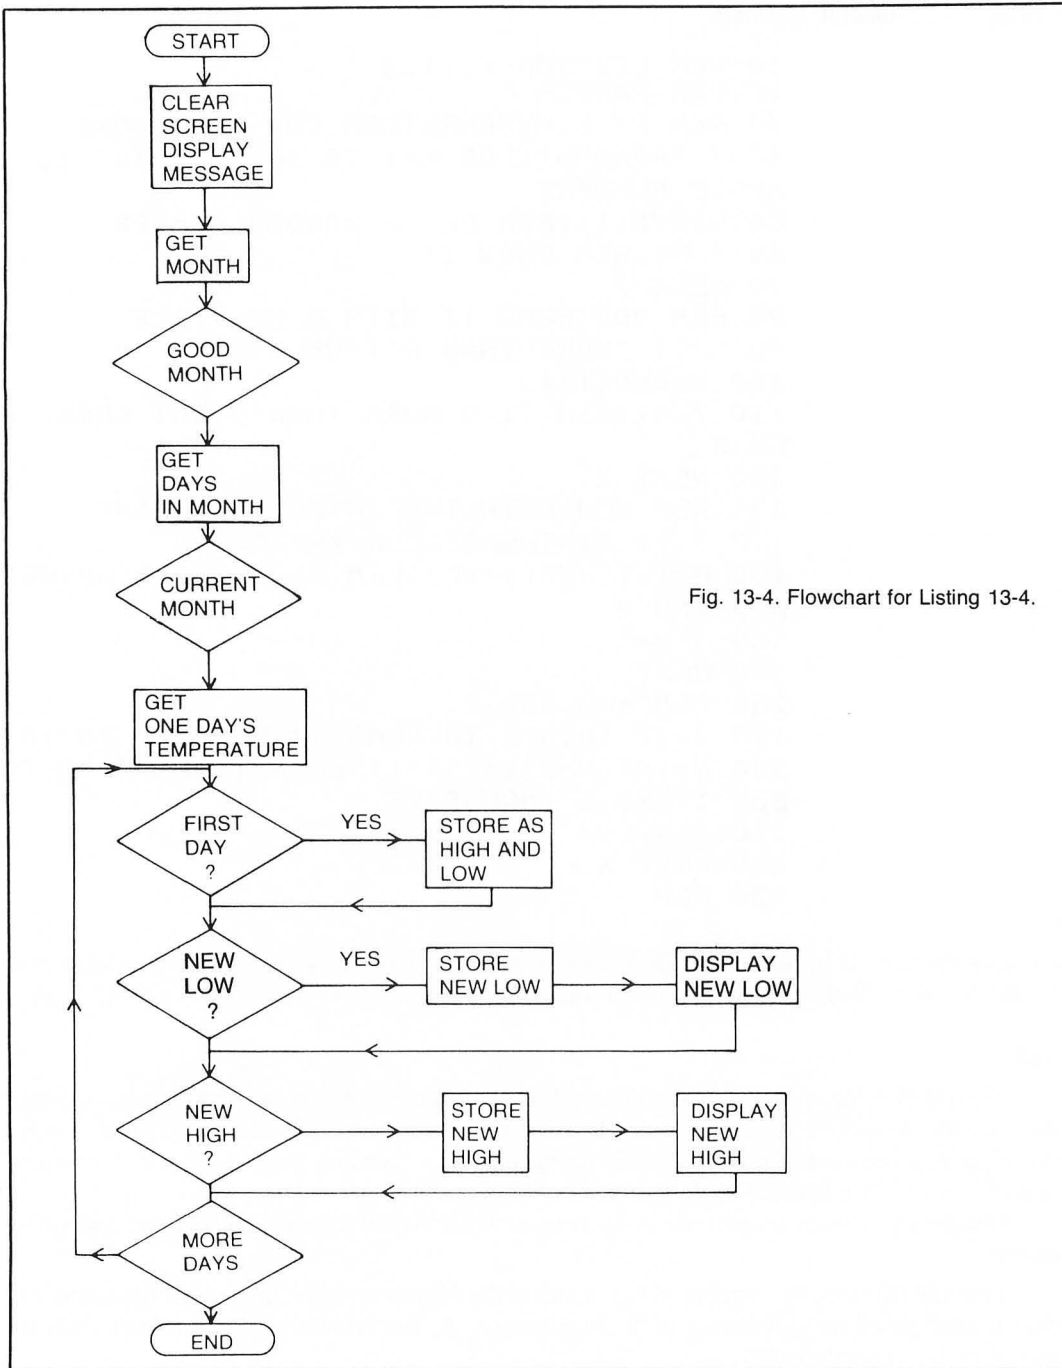 START
CLEAR
SCREEN
DISPLAY
MESSAGE
GET
MONTH
GOOD
MONTH
GET
DAYS
IN MONTH
CURRENT
MONTH
Fig. 13-4. Flowchart for Listing 13-4.
GET
ONE DAY'S
TEMPERATURE
FIRST
DAY
?
YES
STORE AS
HIGH AND
LOW
NEW
LOW
?
YES
STORE
NEW LOW
DISPLAY
NEW LOW
NEW
HIGH
?
STORE
NEW
HIGH
DISPLAY
NEW
HIGH
MORE
DAYS
END